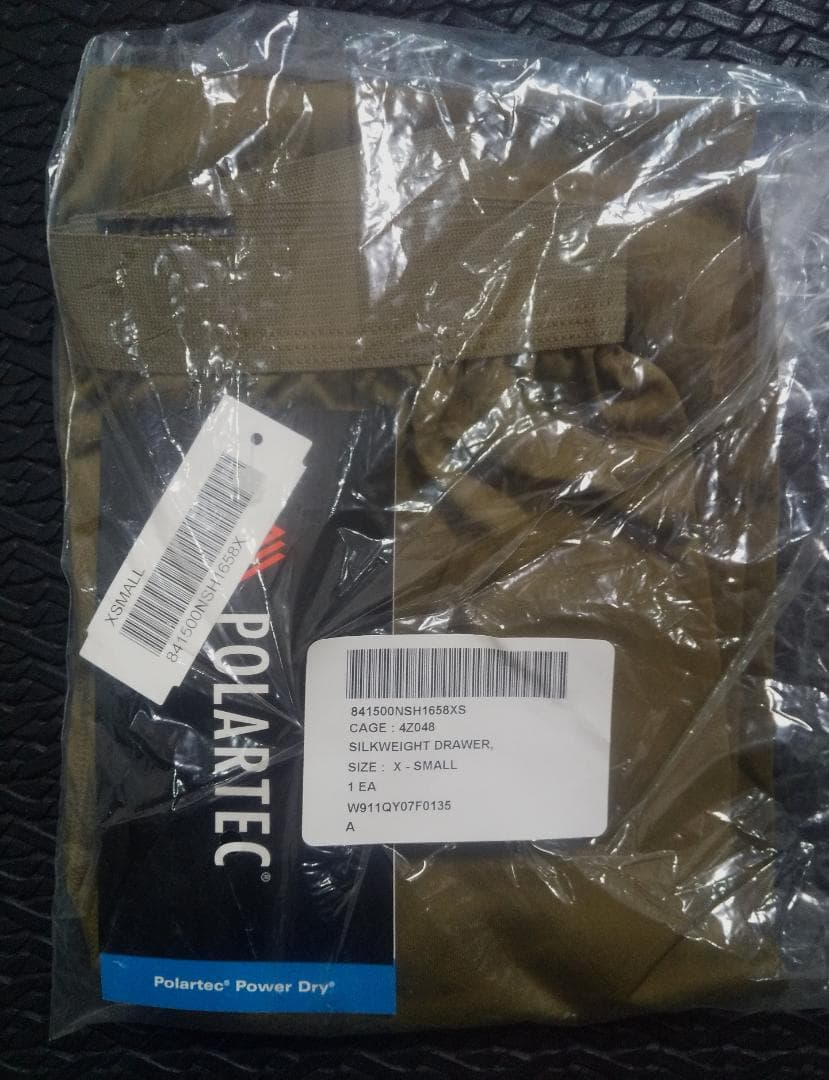 XSMALL
841500NSH1658X
POLARTEC®
841500NSH1658XS
CAGE : 4Z048
SILKWEIGHT DRAWER,
SIZE : X - SMALL
1 EA
W911QY07F0135
A
Polartec® Power Dry®